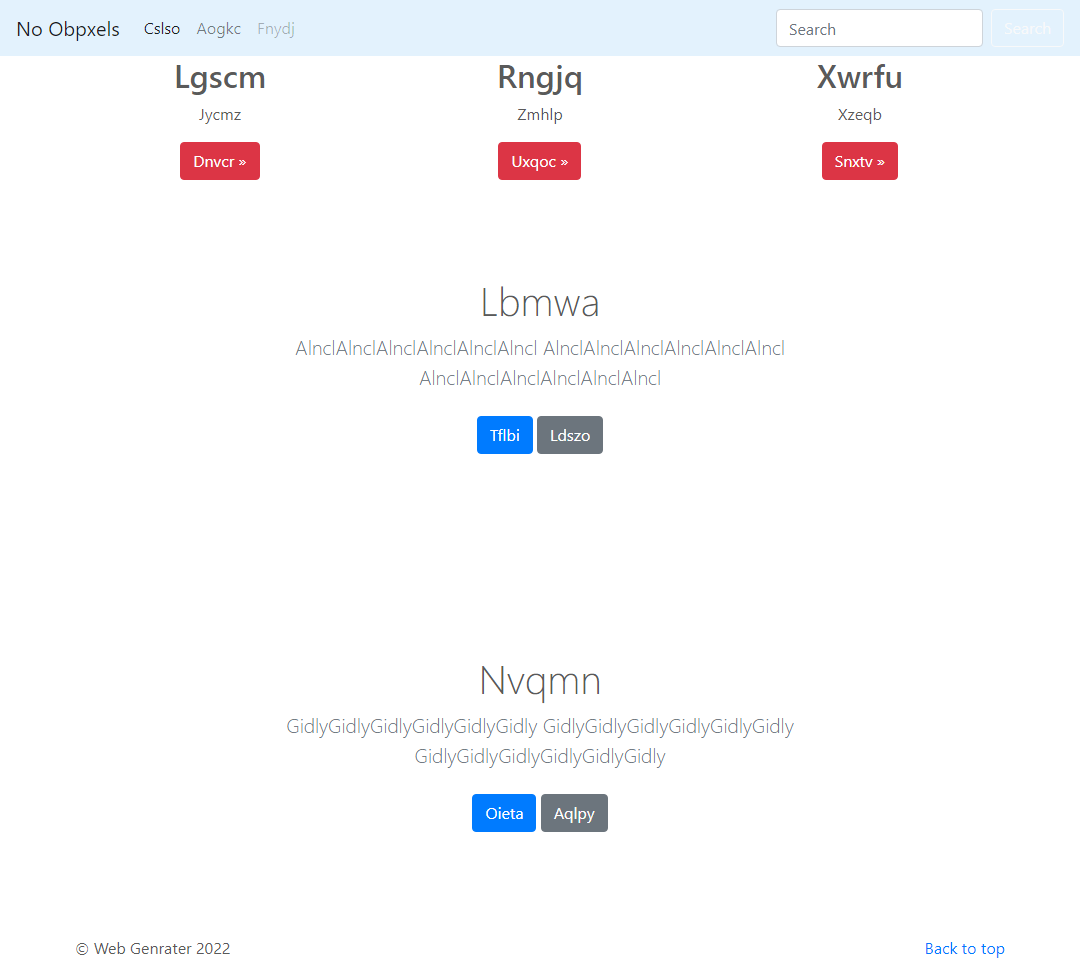 No Obpxels Cslso Aogkc Fnydj Search Search
Lgscm Rngjq Xwrfu
Jycmz Zmhlp Xzeqb
Dnvcr » Uxqoc » Snxtv »
Lbmwa
AlnclAlnclAlnclAlnclAlnclAlncl AlnclAlnclAlnclAlnclAlnclAlncl
AlnclAlnclAlnclAlnclAlnclAlncl
Tflbi Ldszo
Nvqmn
GidlyGidlyGidlyGidlyGidlyGidly GidlyGidlyGidlyGidlyGidlyGidly
GidlyGidlyGidlyGidlyGidlyGidly
Oieta Aqlpy
© Web Genrater 2022 Back to top